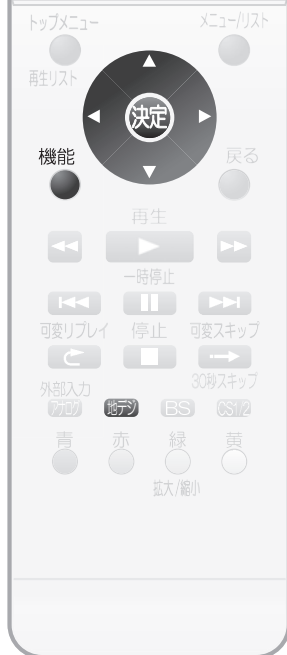 トップメニュー メニュー/リスト
再生リスト
決定
機能 戻る
再生
一時停止
可変リプレイ 停止 可変スキップ
30秒スキップ
外部入力
アナログ 地デジ BS CS1/2
青 赤 緑 黄
拡大/縮小